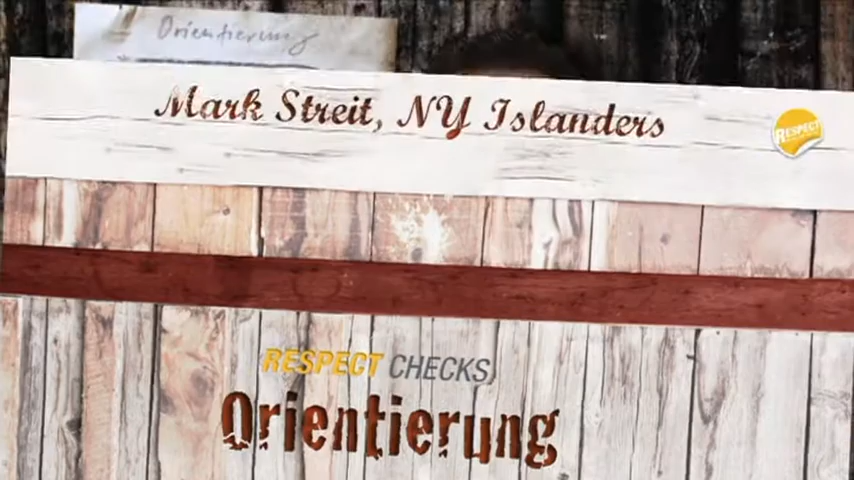 Orientierung
Mark Streit, NY Islanders
RESPECT
RESPECT CHECKS
Orientierung